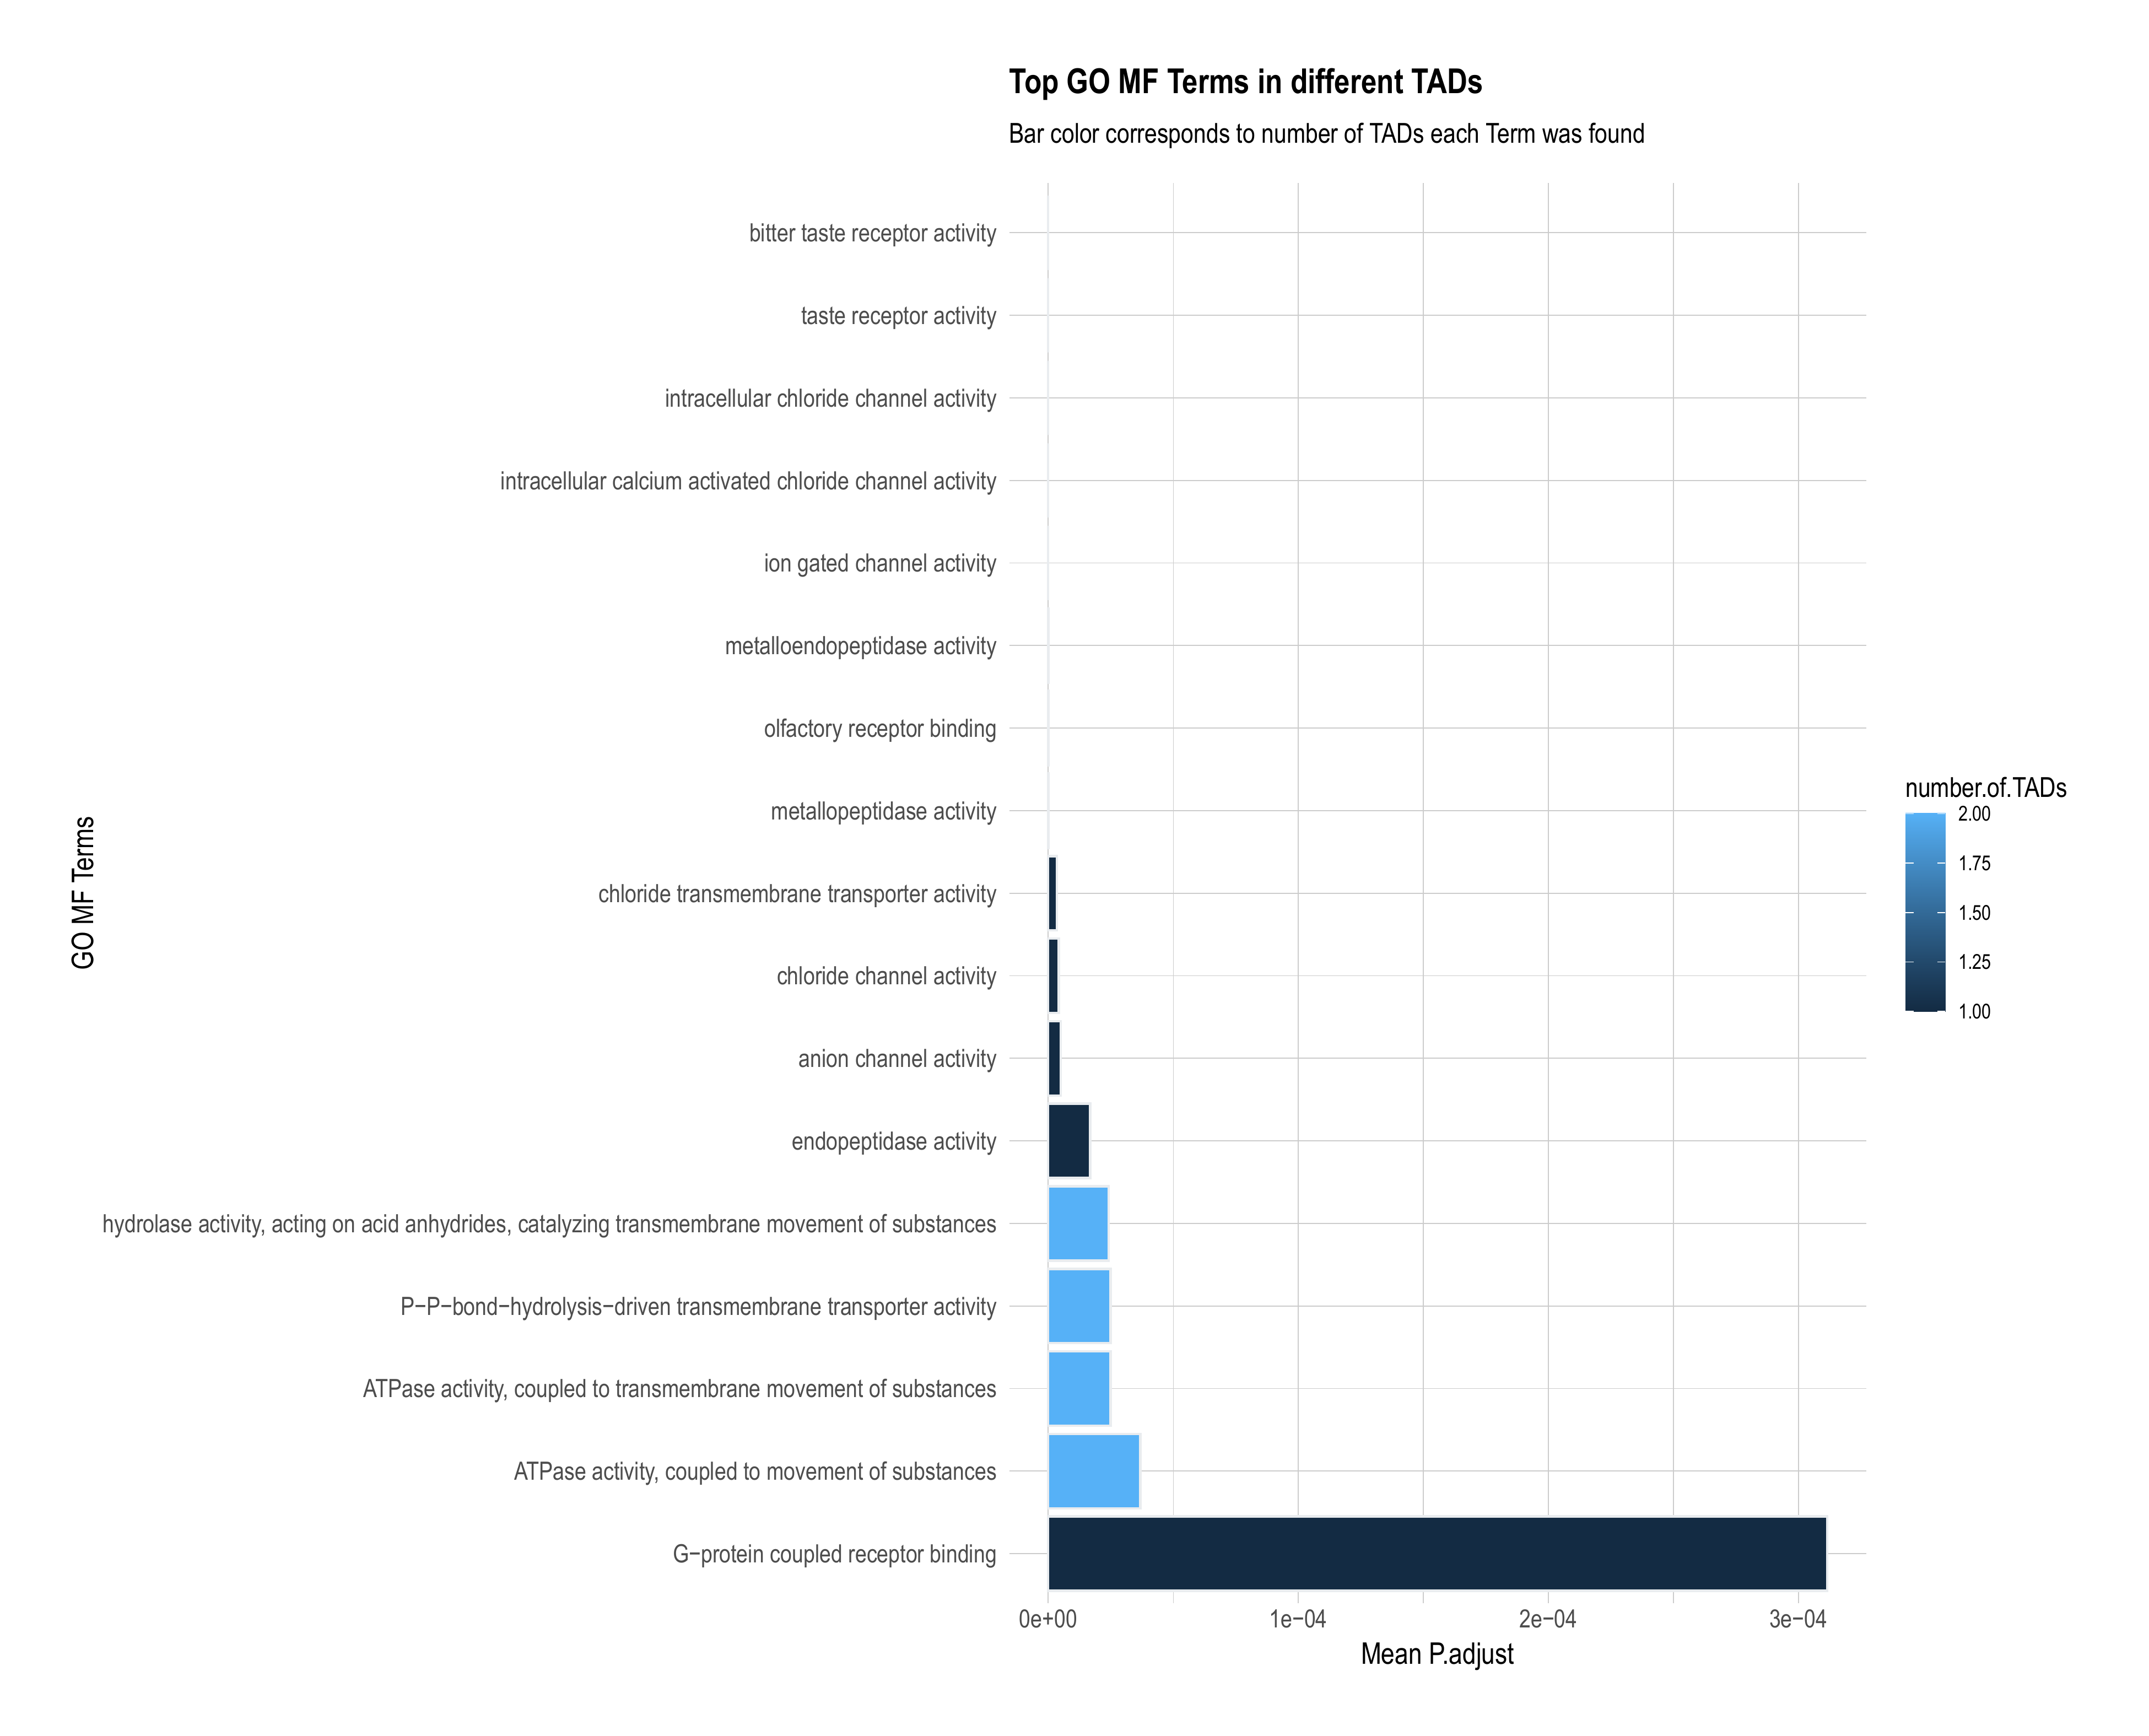 Top GO MF Terms in different TADs
Bar color corresponds to number of TADs each Term was found
bitter taste receptor activity
taste receptor activity
intracellular chloride channel activity
intracellular calcium activated chloride channel activity
ion gated channel activity
metalloendopeptidase activity
olfactory receptor binding
metallopeptidase activity
chloride transmembrane transporter activity
chloride channel activity
anion channel activity
endopeptidase activity
hydrolase activity, acting on acid anhydrides, catalyzing transmembrane movement of substances
P−P−bond−hydrolysis−driven transmembrane transporter activity
ATPase activity, coupled to transmembrane movement of substances
ATPase activity, coupled to movement of substances
G−protein coupled receptor binding
GO MF Terms
0e+00 1e−04 2e−04 3e−04
Mean P.adjust
number.of.TADs
2.00
1.75
1.50
1.25
1.00